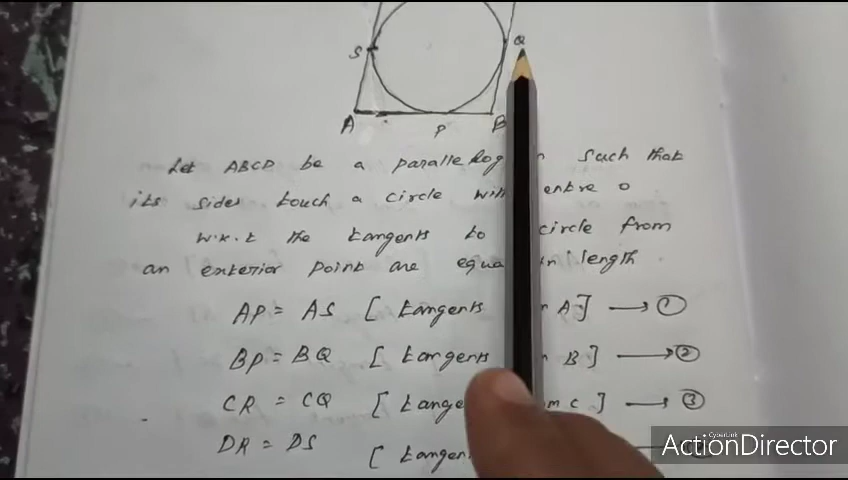 S
Q
A P B
Let ABCD be a parallelog such that
its sides touch a circle with entre o
W.K.t the tangents to circle from
an exterior point are equa in length
AP = AS [ tangents A ] → ①
BP = BQ [ tangents B ] → ②
CR = CQ [ tange m C ] → ③
DR = DS [ tangen
CyberLink
ActionDirector